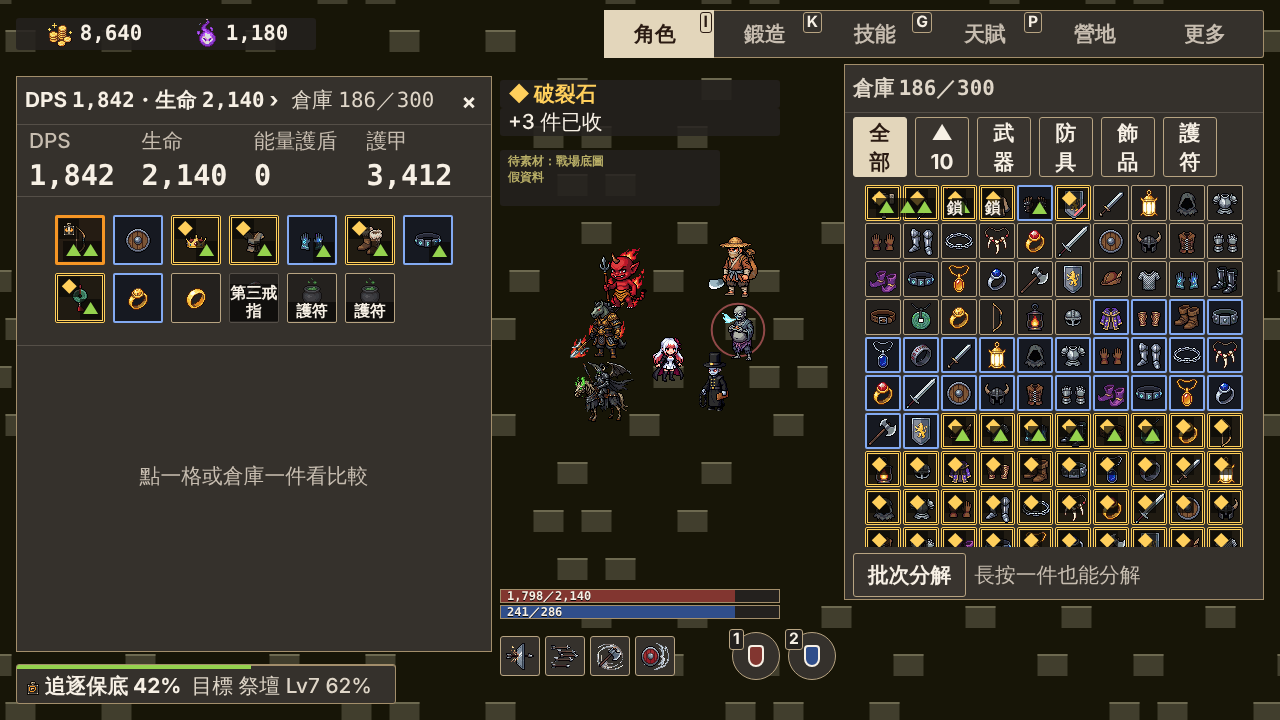 8,640 1,180
角色 I 鍛造 K 技能 G 天賦 P 營地 更多
DPS 1,842・生命 2,140 › 倉庫 186／300 ×
DPS 生命 能量護盾 護甲
1,842 2,140 0 3,412
第三戒指 護符 護符
點一格或倉庫一件看比較
追逐保底 42% 目標 祭壇 Lv7 62%
破裂石
+3 件已收
待素材：戰場底圖
假資料
1,798／2,140
241／286
1 2
倉庫 186／300
全部 ▲10 武器 防具 飾品 護符
鎖 鎖
批次分解 長按一件也能分解